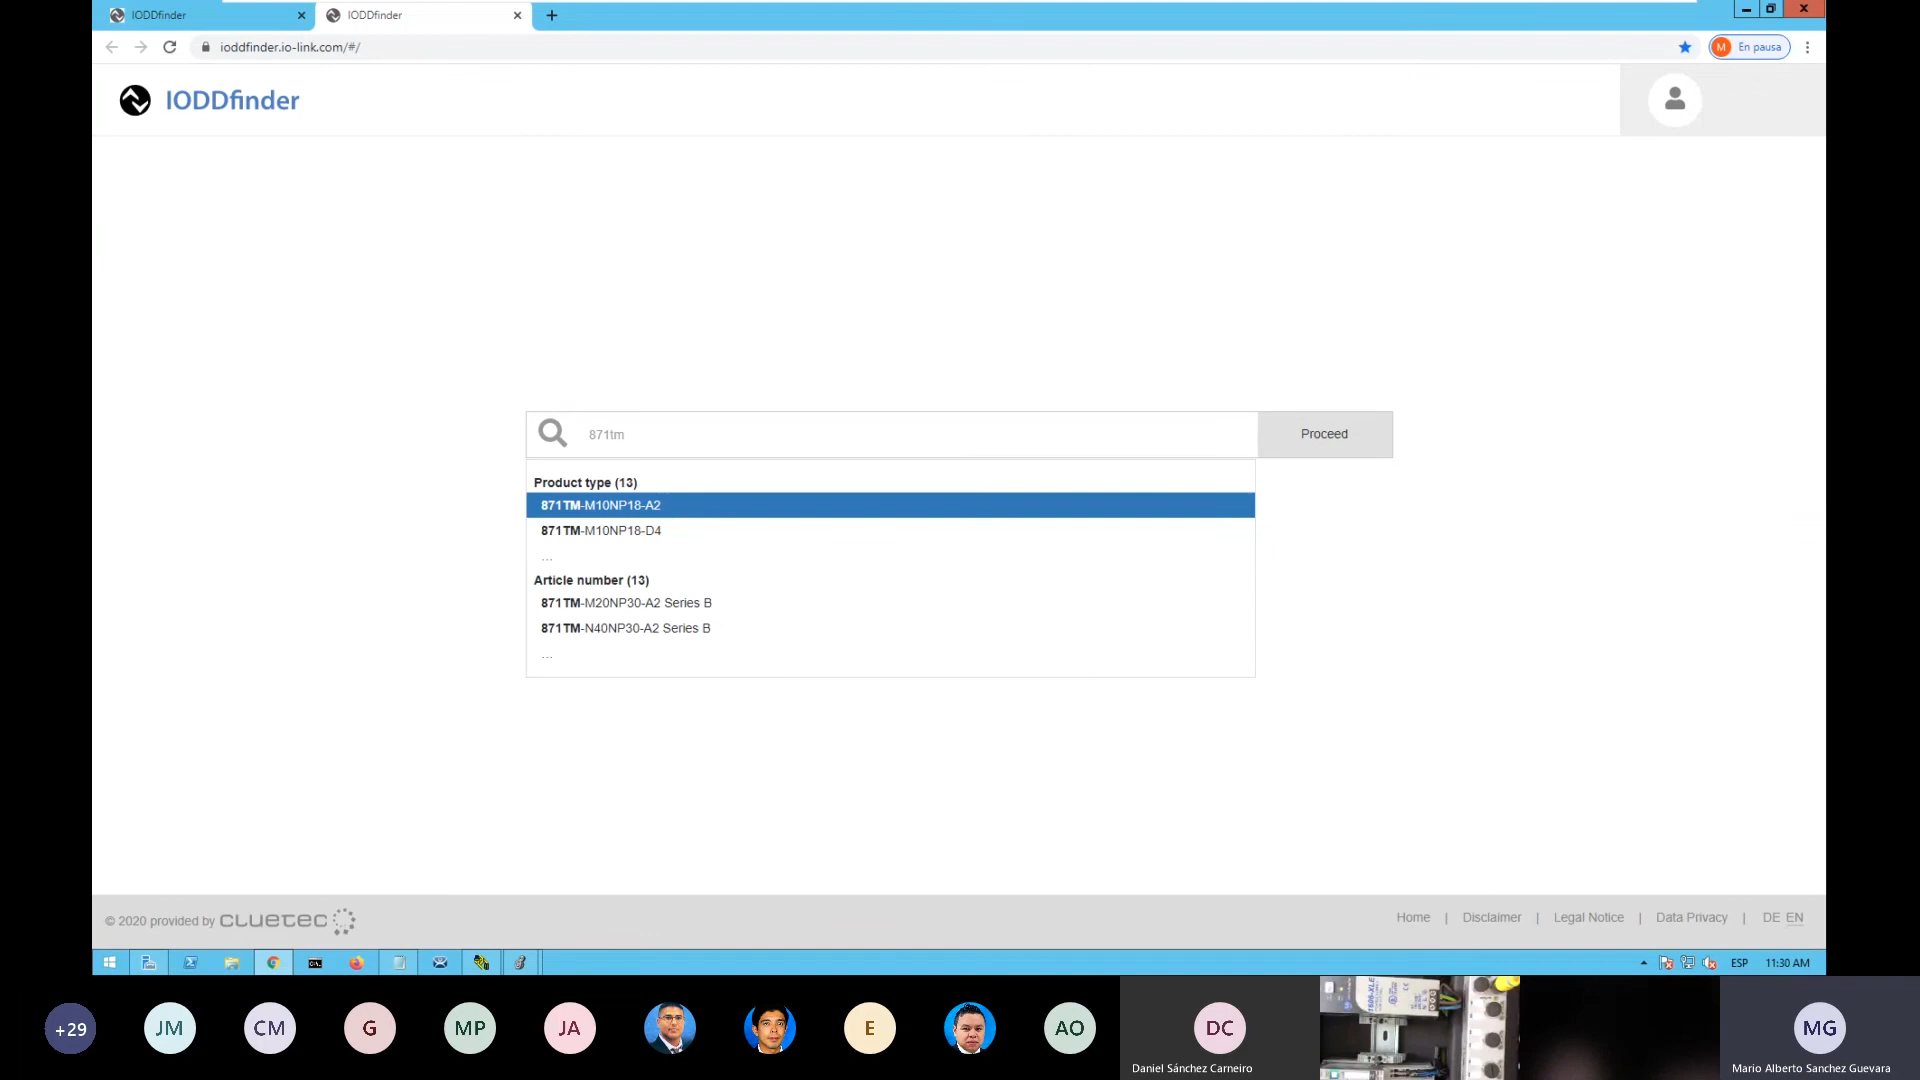 IODDfinder
IODDfinder
ioddfinder.io-link.com/#/
M
En pausa
IODDfinder
871tm
Proceed
Product type (13)
871TM-M10NP18-A2
871TM-M10NP18-D4
...
Article number (13)
871TM-M20NP30-A2 Series B
871TM-N40NP30-A2 Series B
...
© 2020 provided by CLUETEC
Home | Disclaimer | Legal Notice | Data Privacy | DE EN
ESP
11:30 AM
+29
JM
CM
G
MP
JA
E
AO
DC
Daniel Sánchez Carneiro
MG
Mario Alberto Sanchez Guevara